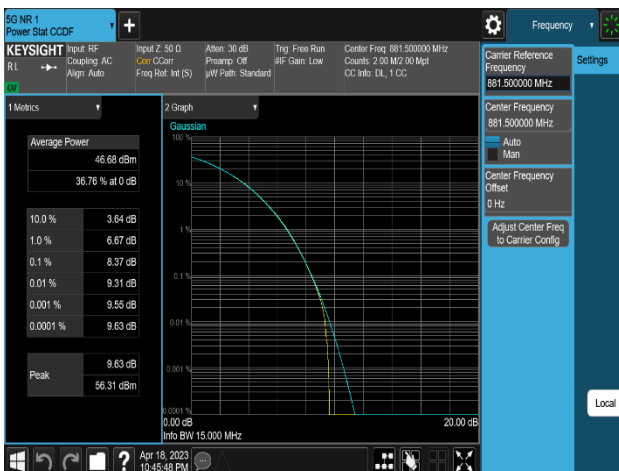 5G NR 1
Power Stat CCDF
Frequency
KEYSIGHT
R L
LW
Input: RF
Coupling: AC
Align: Auto
Input Z: 50 Ω
Corr CCorr
Freq Ref: Int (S)
Atten: 30 dB
Preamp: Off
µW Path: Standard
Trig: Free Run
#IF Gain: Low
Center Freq: 881.500000 MHz
Counts: 2.00 M/2.00 Mpt
CC Info: DL, 1 CC
1 Metrics
Average Power
46.68 dBm
36.76 % at 0 dB
10.0 % 3.64 dB
1.0 % 6.67 dB
0.1 % 8.37 dB
0.01 % 9.31 dB
0.001 % 9.55 dB
0.0001 % 9.63 dB
Peak
9.63 dB
56.31 dBm
2 Graph
Gaussian
100 %
10 %
1 %
0.1 %
0.01 %
0.001 %
0.0001 %
0.00 dB 20.00 dB
Info BW 15.000 MHz
Carrier Reference
Frequency
881.500000 MHz
Center Frequency
881.500000 MHz
Auto
Man
Center Frequency
Offset
0 Hz
Adjust Center Freq
to Carrier Config
Settings
Local
?
Apr 18, 2023
10:45:48 PM